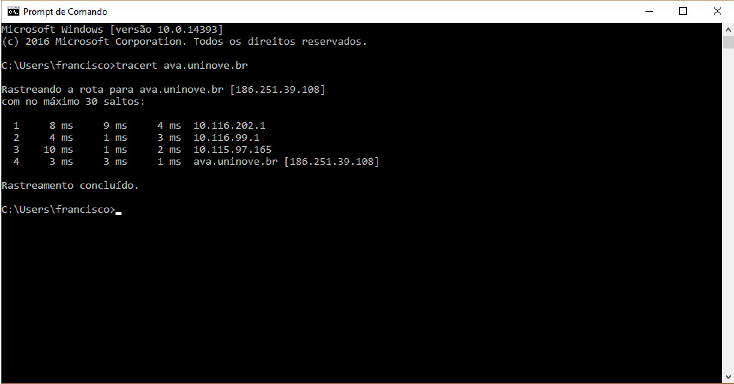 Prompt de Comando
Microsoft Windows [versão 10.0.14393]
(c) 2016 Microsoft Corporation. Todos os direitos reservados.
C:\Users\francisco>tracert ava.uninove.br
Rastreando a rota para ava.uninove.br [186.251.39.108]
com no máximo 30 saltos:
1 8 ms 9 ms 4 ms 10.116.202.1
2 4 ms 1 ms 3 ms 10.116.99.1
3 10 ms 1 ms 2 ms 10.115.97.165
4 3 ms 3 ms 1 ms ava.uninove.br [186.251.39.108]
Rastreamento concluído.
C:\Users\francisco>